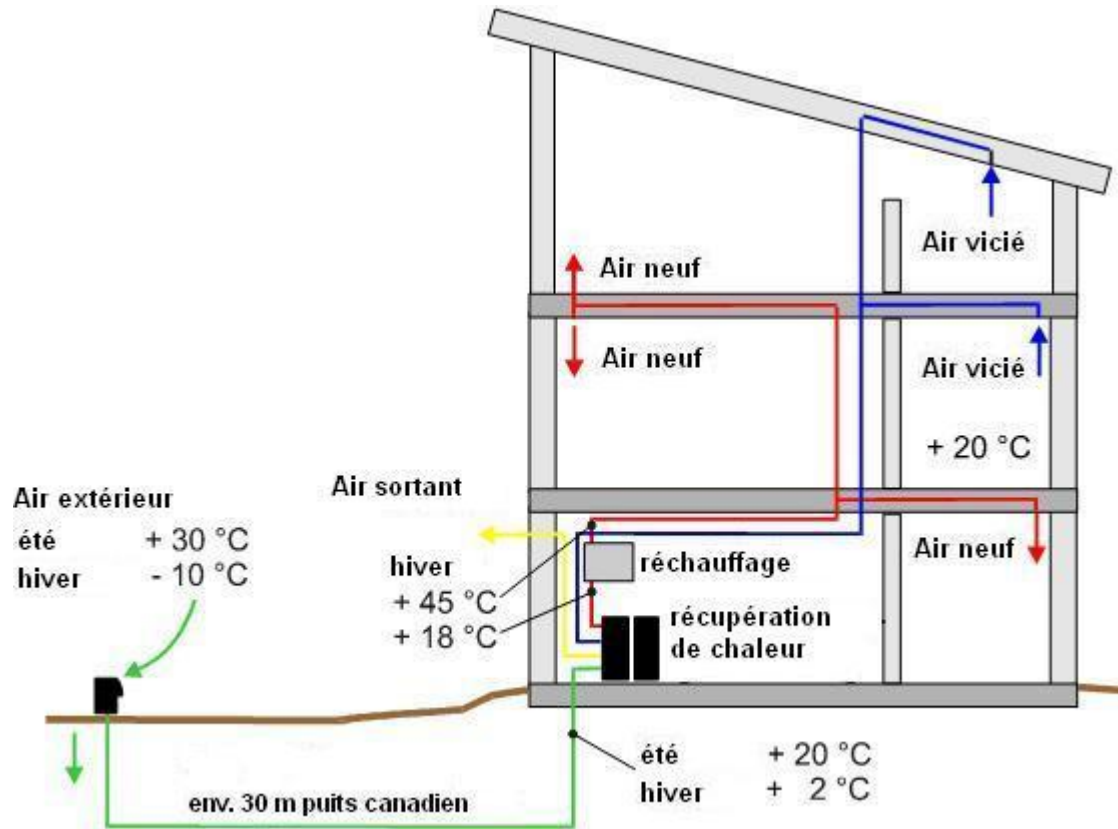 Air vicié
Air neuf
Air neuf
Air vicié
+ 20 °C
Air extérieur
été + 30 °C
hiver - 10 °C
Air sortant
hiver
+ 45 °C
+ 18 °C
réchauffage
Air neuf
récupération
de chaleur
été + 20 °C
hiver + 2 °C
env. 30 m puits canadien